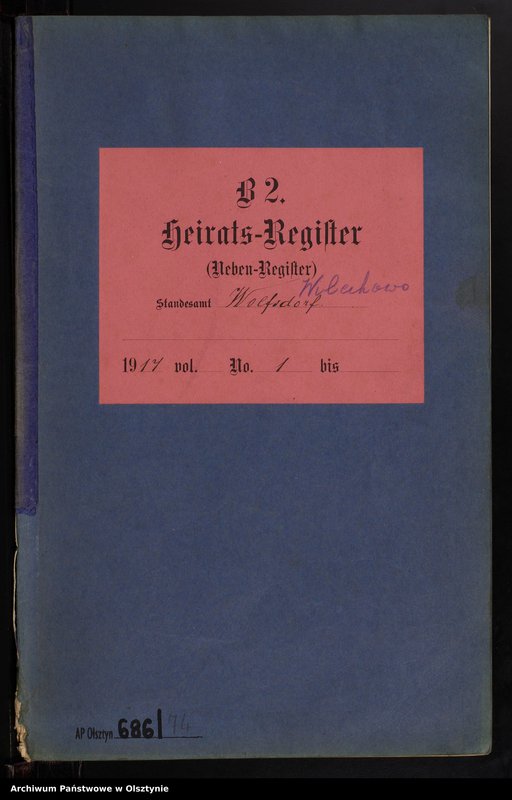 B 2.
Heirats-Regiſter
(Neben-Regiſter)
Standesamt Wolfsdorf Wilczkowo
1917 vol. No. 1 bis
AP Olsztyn 686/74
Archiwum Państwowe w Olsztynie